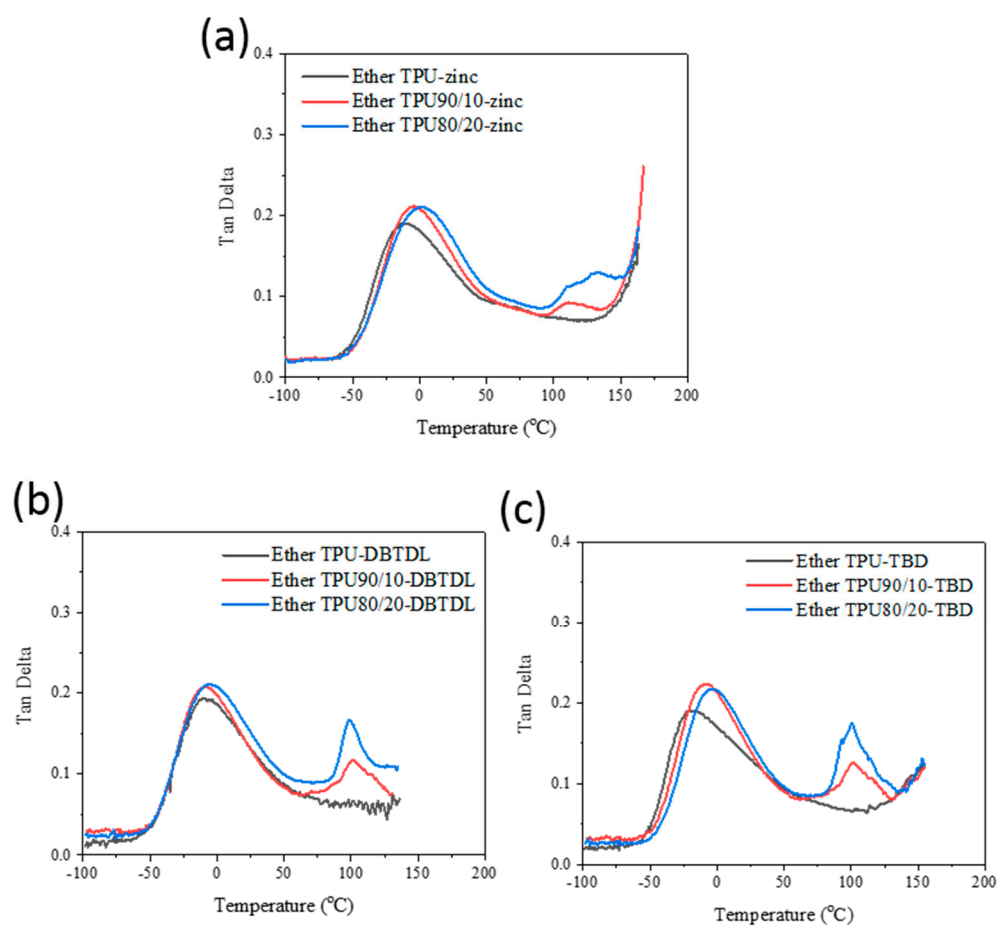 (a)
0.4
0.3
0.2
0.1
0.0
Tan Delta
Ether TPU-zinc
Ether TPU90/10-zinc
Ether TPU80/20-zinc
-100 -50 0 50 100 150 200
Temperature (°C)
(b)
0.4
0.3
0.2
0.1
0.0
Tan Delta
Ether TPU-DBTDL
Ether TPU90/10-DBTDL
Ether TPU80/20-DBTDL
-100 -50 0 50 100 150 200
Temperature (°C)
(c)
0.4
0.3
0.2
0.1
0.0
Tan Delta
Ether TPU-TBD
Ether TPU90/10-TBD
Ether TPU80/20-TBD
-100 -50 0 50 100 150 200
Temperature (°C)